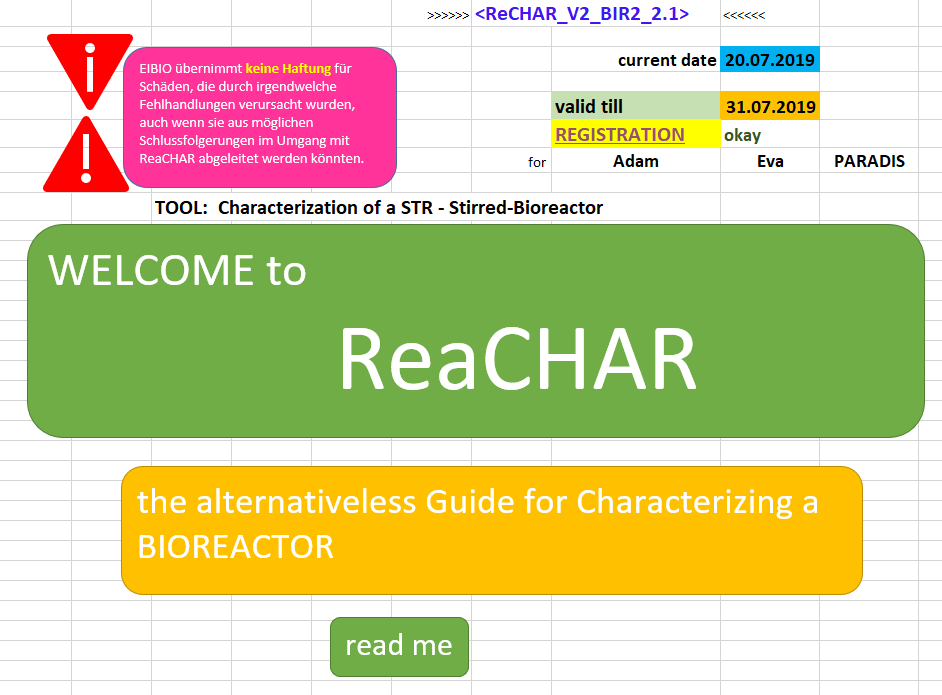 >>>>>> <ReCHAR_V2_BIR2_2.1> <<<<<<
current date 20.07.2019
EIBIO übernimmt keine Haftung für
Schäden, die durch irgendwelche
Fehlhandlungen verursacht wurden,
auch wenn sie aus möglichen
Schlussfolgerungen im Umgang mit
ReaCHAR abgeleitet werden könnten.
valid till 31.07.2019
REGISTRATION okay
for Adam Eva PARADIS
TOOL: Characterization of a STR - Stirred-Bioreactor
WELCOME to
ReaCHAR
the alternativeless Guide for Characterizing a
BIOREACTOR
read me